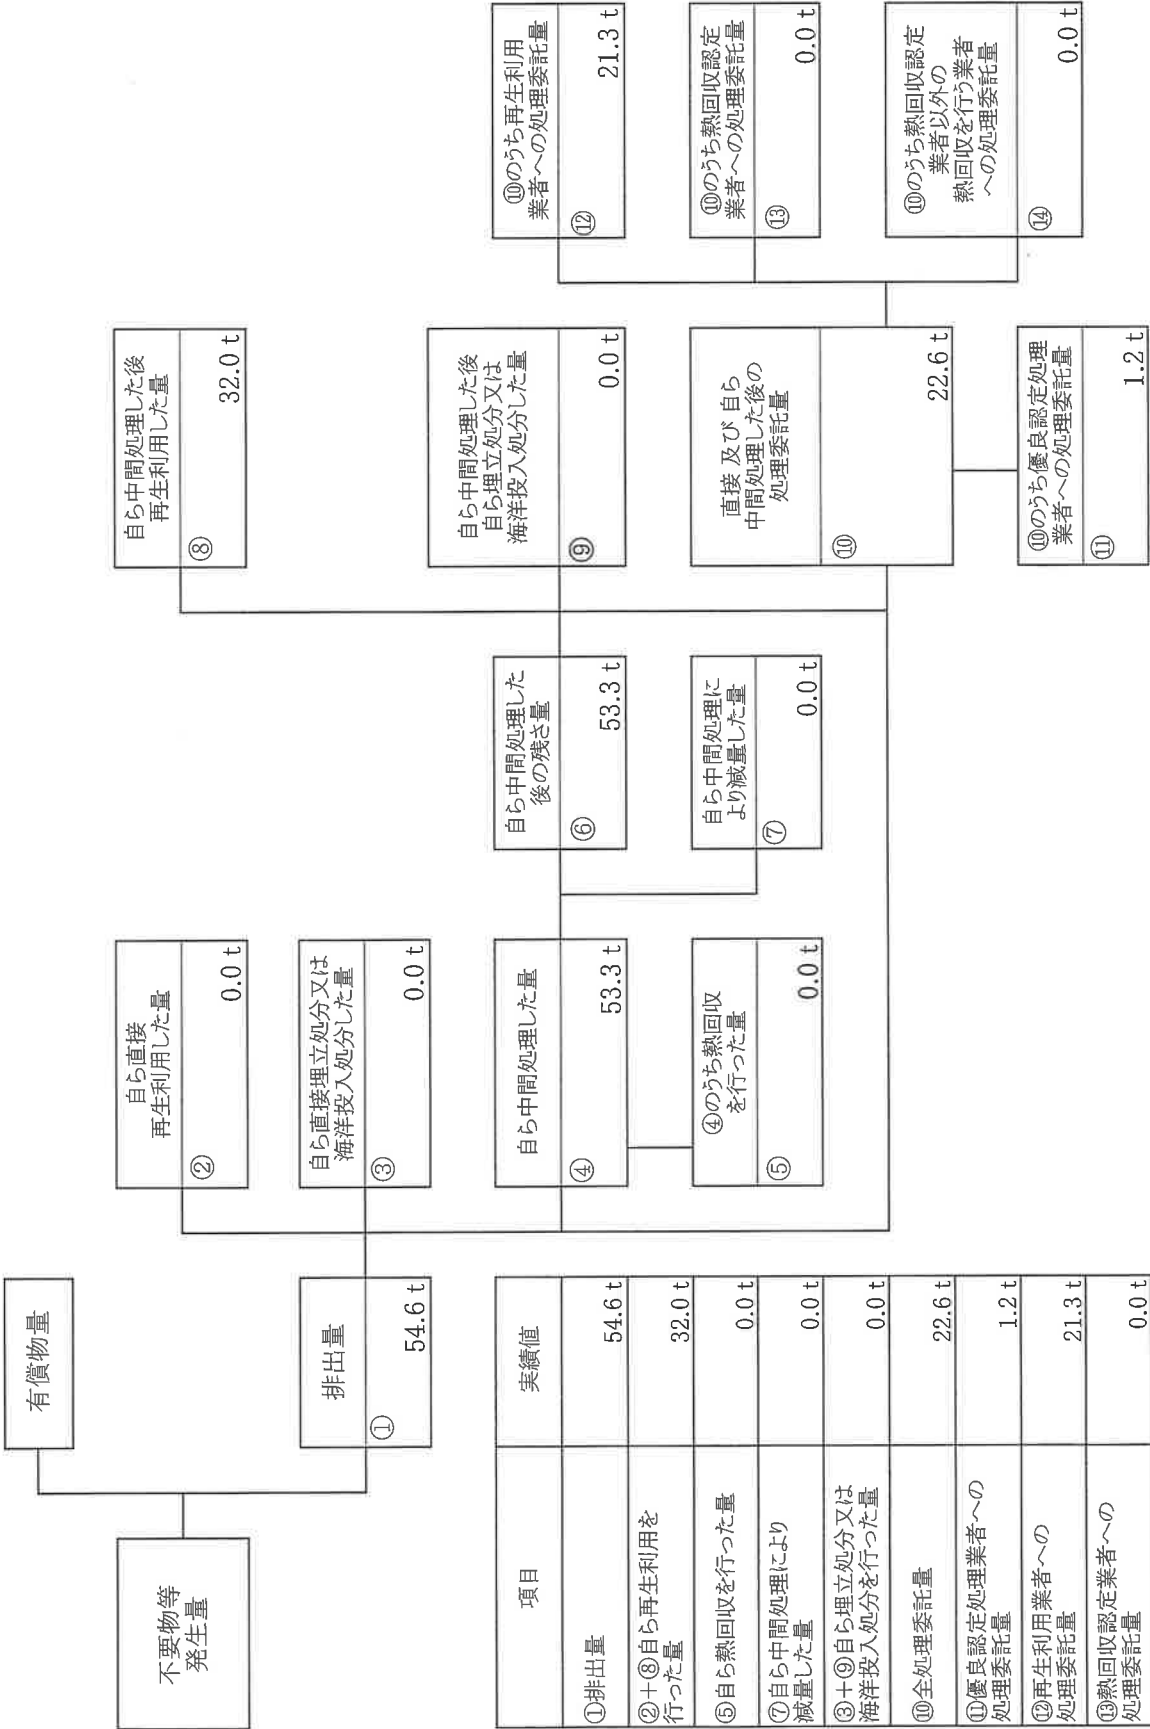 不要物等
発生量
有償物量
排出量
①
54.6 t
自ら直接
再生利用した量
②
0.0 t
自ら直接埋立処分又は
海洋投入処分した量
③
0.0 t
自ら中間処理した量
④
53.3 t
④のうち熱回収
を行った量
⑤
0.0 t
自ら中間処理した
後の残さ量
⑥
53.3 t
自ら中間処理に
より減量した量
⑦
0.0 t
自ら中間処理した後
再生利用した量
⑧
32.0 t
自ら中間処理した後
自ら埋立処分又は
海洋投入処分した量
⑨
0.0 t
直接 及び 自ら
中間処理した後の
処理委託量
⑩
22.6 t
⑩のうち優良認定処理
業者への処理委託量
⑪
1.2 t
⑩のうち再生利用
業者への処理委託量
⑫
21.3 t
⑩のうち熱回収認定
業者への処理委託量
⑬
0.0 t
⑩のうち熱回収認定
業者以外の
熱回収を行う業者
への処理委託量
⑭
0.0 t
項目 実績値
①排出量 54.6 t
②+⑧自ら再生利用を
行った量 32.0 t
⑤自ら熱回収を行った量 0.0 t
⑦自ら中間処理により
減量した量 0.0 t
③+⑨自ら埋立処分又は
海洋投入処分を行った量 0.0 t
⑩全処理委託量 22.6 t
⑪優良認定処理業者への
処理委託量 1.2 t
⑫再生利用業者への
処理委託量 21.3 t
⑬熱回収認定業者への
処理委託量 0.0 t